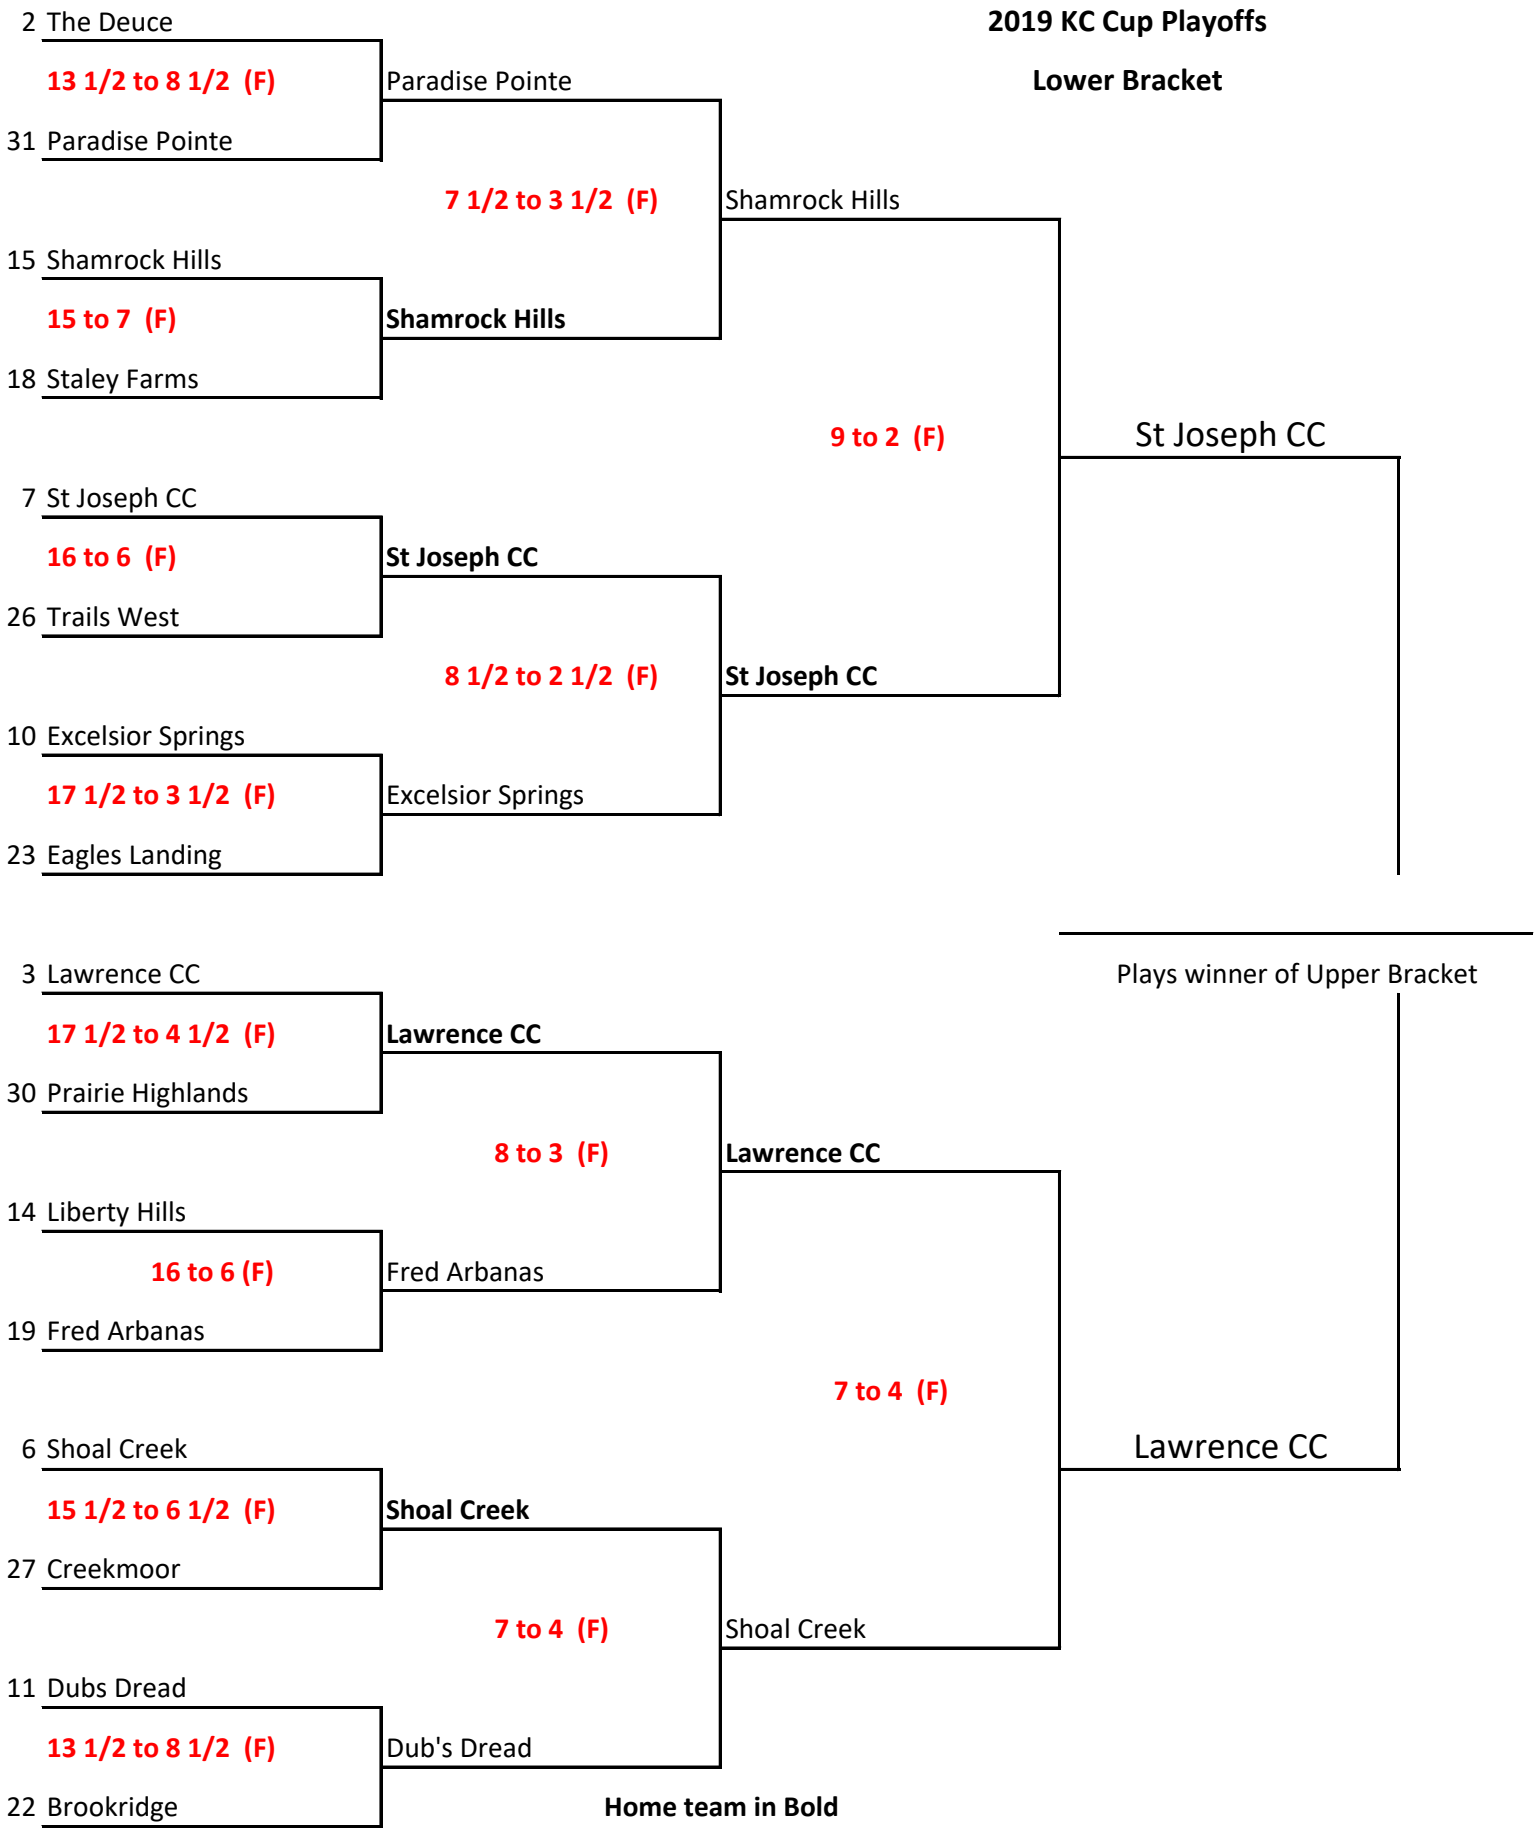 2 The Deuce
2019 KC Cup Playoffs
13 1/2 to 8 1/2 (F)
Paradise Pointe
Lower Bracket
31 Paradise Pointe
7 1/2 to 3 1/2 (F)
Shamrock Hills
15 Shamrock Hills
15 to 7 (F)
Shamrock Hills
18 Staley Farms
9 to 2 (F)
St Joseph CC
7 St Joseph CC
16 to 6 (F)
St Joseph CC
26 Trails West
8 1/2 to 2 1/2 (F)
St Joseph CC
10 Excelsior Springs
17 1/2 to 3 1/2 (F)
Excelsior Springs
23 Eagles Landing
3 Lawrence CC
Plays winner of Upper Bracket
17 1/2 to 4 1/2 (F)
Lawrence CC
30 Prairie Highlands
8 to 3 (F)
Lawrence CC
14 Liberty Hills
16 to 6 (F)
Fred Arbanas
19 Fred Arbanas
7 to 4 (F)
6 Shoal Creek
Lawrence CC
15 1/2 to 6 1/2 (F)
Shoal Creek
27 Creekmoor
7 to 4 (F)
Shoal Creek
11 Dubs Dread
13 1/2 to 8 1/2 (F)
Dub's Dread
22 Brookridge
Home team in Bold